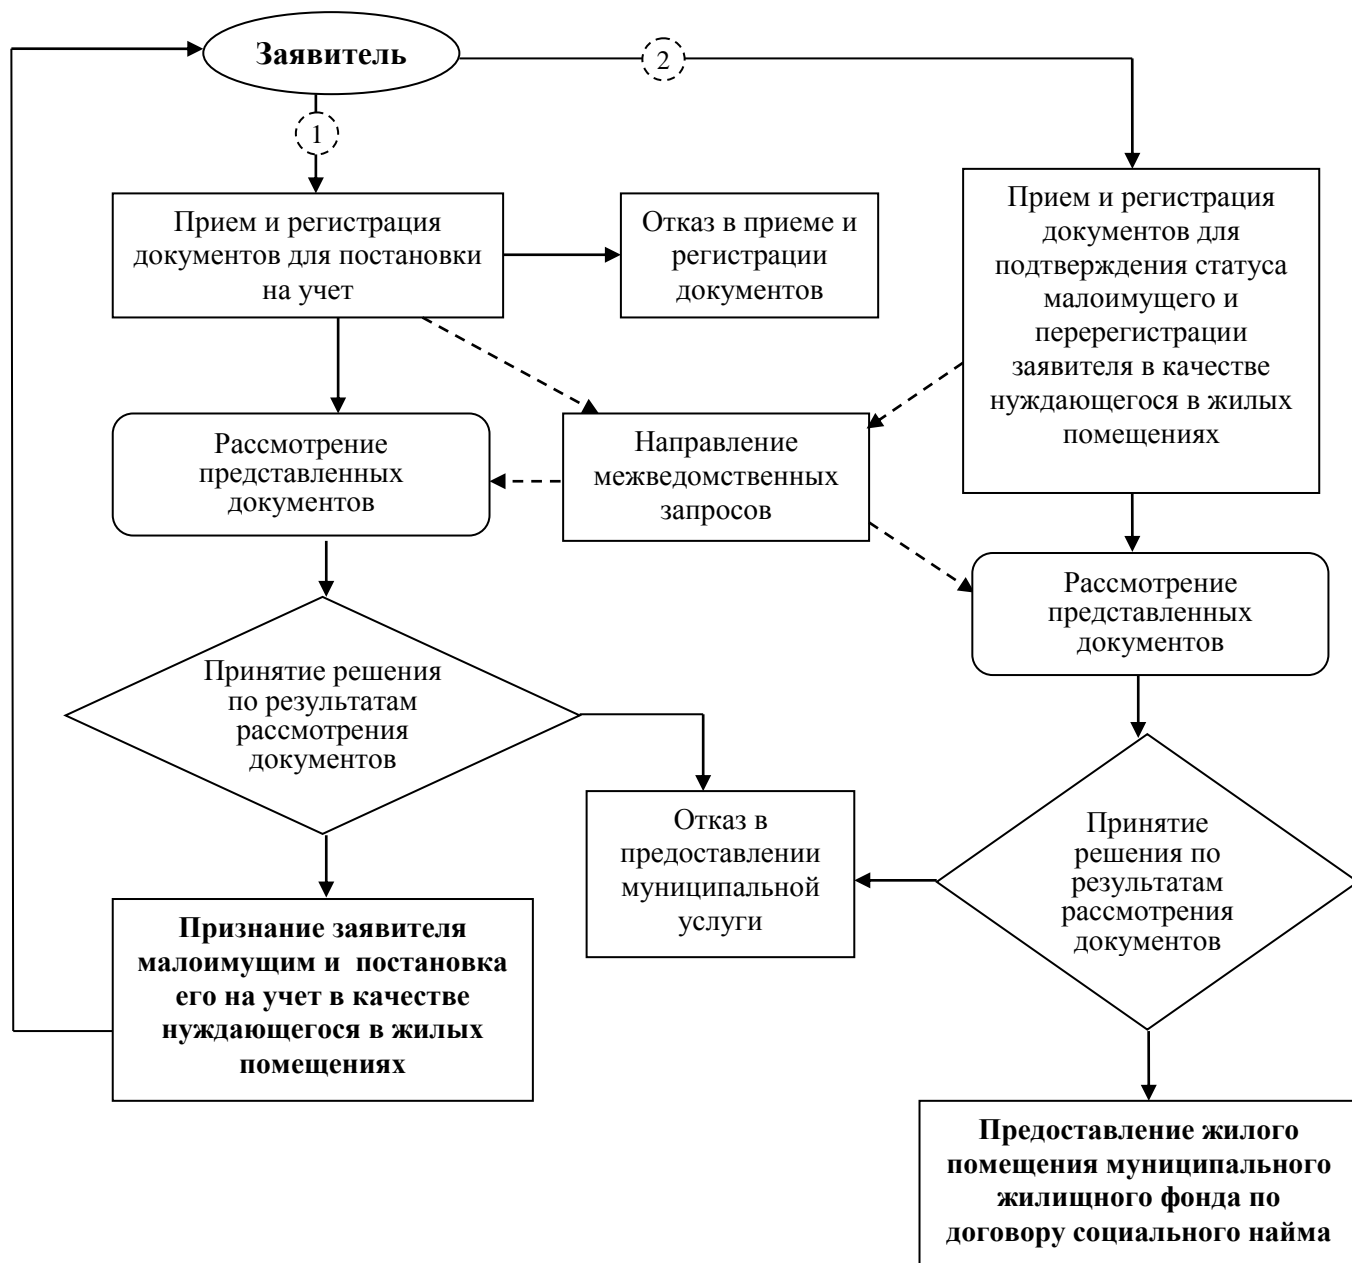 Заявитель
2
1
Прием и регистрация
документов для постановки
на учет
Отказ в приеме и
регистрации
документов
Прием и регистрация
документов для
подтверждения статуса
малоимущего и
перерегистрации
заявителя в качестве
нуждающегося в жилых
помещениях
Рассмотрение
представленных
документов
Направление
межведомственных
запросов
Рассмотрение
представленных
документов
Принятие решения
по результатам
рассмотрения
документов
Отказ в
предоставлении
муниципальной
услуги
Принятие
решения по
результатам
рассмотрения
документов
Признание заявителя
малоимущим и постановка
его на учет в качестве
нуждающегося в жилых
помещениях
Предоставление жилого
помещения муниципального
жилищного фонда по
договору социального найма